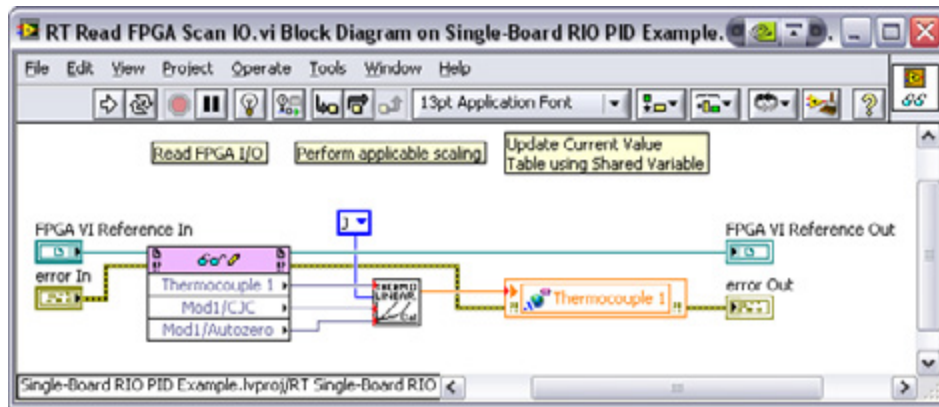 RT Read FPGA Scan IO.vi Block Diagram on Single-Board RIO PID Example.
File Edit View Project Operate Tools Window Help
13pt Application Font
Read FPGA I/O
Perform applicable scaling
Update Current Value
Table using Shared Variable
FPGA VI Reference In
J
FPGA VI Reference Out
error In
Thermocouple 1
Mod1/CJC
Mod1/Autozero
THERMO
LINEAR
Thermocouple 1
error Out
Single-Board RIO PID Example.lvproj/RT Single-Board RIO